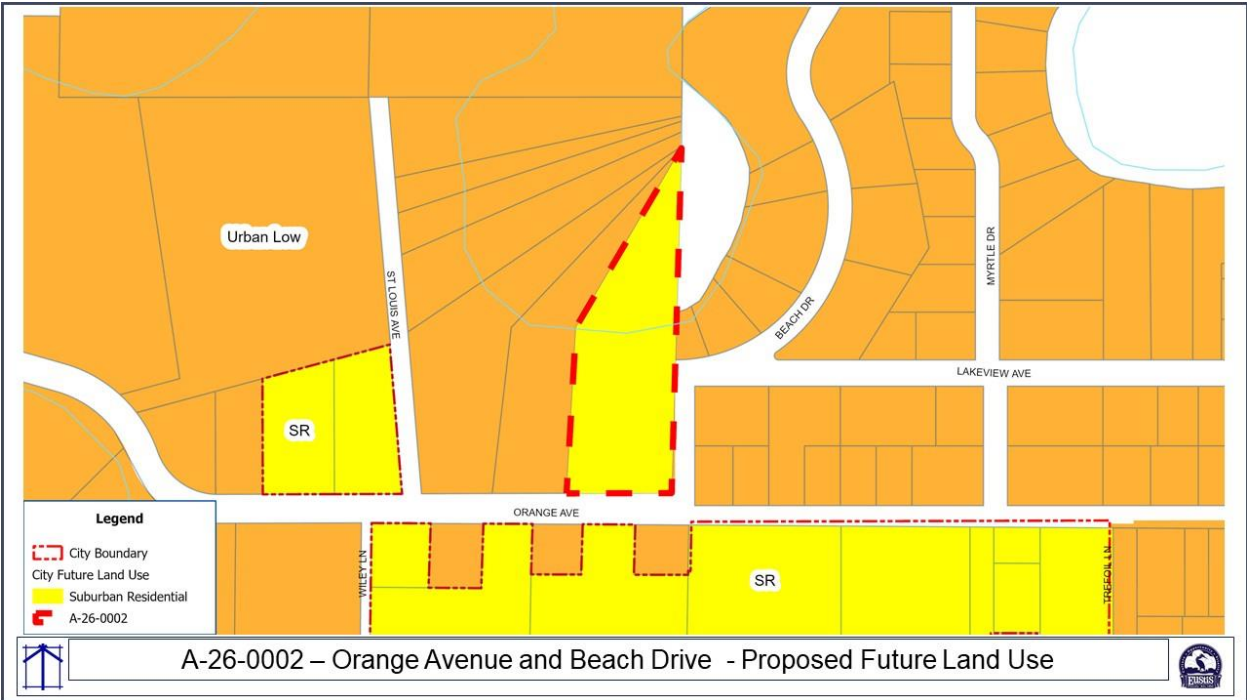 Urban Low
ST LOUIS AVE
BEACH DR
MYRTLE DR
LAKEVIEW AVE
SR
ORANGE AVE
WILEY LN
SR
TREFOIL LN
Legend
City Boundary
City Future Land Use
Suburban Residential
A-26-0002
A-26-0002 – Orange Avenue and Beach Drive - Proposed Future Land Use
EUSTIS